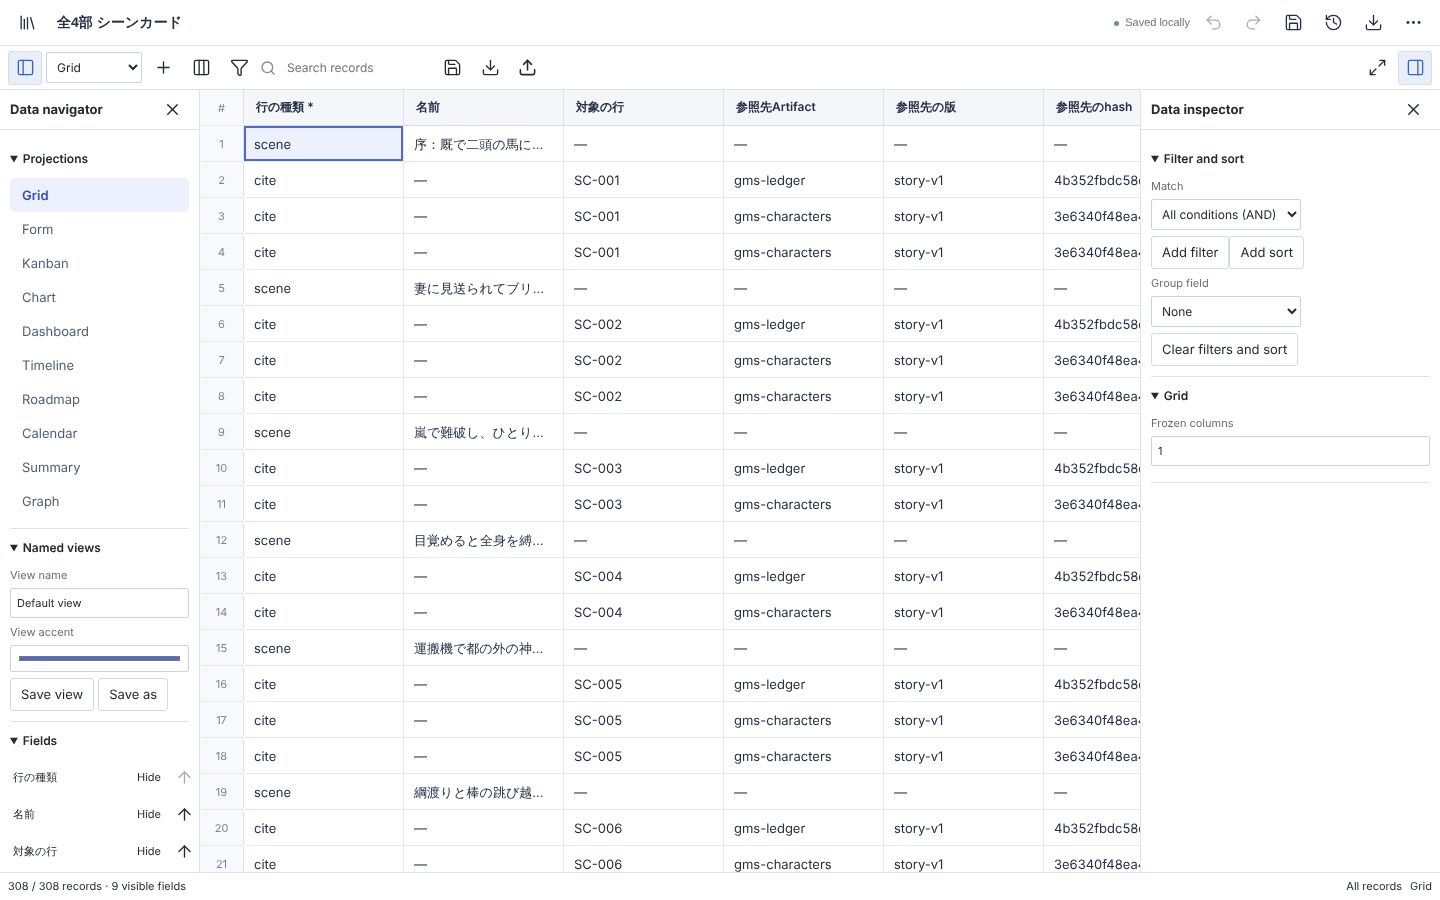 全4部 シーンカード
Saved locally
Grid
Search records
Data navigator
Projections
Grid
Form
Kanban
Chart
Dashboard
Timeline
Roadmap
Calendar
Summary
Graph
Named views
View name
Default view
View accent
Save view
Save as
Fields
行の種類 Hide
名前 Hide
対象の行 Hide
# 行の種類 * 名前 対象の行 参照先Artifact 参照先の版 参照先のhash
1 scene 序：厩で二頭の馬に... — — — —
2 cite — SC-001 gms-ledger story-v1 4b352fbdc58
3 cite — SC-001 gms-characters story-v1 3e6340f48ea
4 cite — SC-001 gms-characters story-v1 3e6340f48ea
5 scene 妻に見送られてブリ... — — — —
6 cite — SC-002 gms-ledger story-v1 4b352fbdc58
7 cite — SC-002 gms-characters story-v1 3e6340f48ea
8 cite — SC-002 gms-characters story-v1 3e6340f48ea
9 scene 嵐で難破し、ひとり... — — — —
10 cite — SC-003 gms-ledger story-v1 4b352fbdc58
11 cite — SC-003 gms-characters story-v1 3e6340f48ea
12 scene 目覚めると全身を縛... — — — —
13 cite — SC-004 gms-ledger story-v1 4b352fbdc58
14 cite — SC-004 gms-characters story-v1 3e6340f48ea
15 scene 運搬機で都の外の神... — — — —
16 cite — SC-005 gms-ledger story-v1 4b352fbdc58
17 cite — SC-005 gms-characters story-v1 3e6340f48ea
18 cite — SC-005 gms-characters story-v1 3e6340f48ea
19 scene 綱渡りと棒の跳び越... — — — —
20 cite — SC-006 gms-ledger story-v1 4b352fbdc58
21 cite — SC-006 gms-characters story-v1 3e6340f48ea
Data inspector
Filter and sort
Match
All conditions (AND)
Add filter
Add sort
Group field
None
Clear filters and sort
Grid
Frozen columns
1
308 / 308 records · 9 visible fields
All records Grid